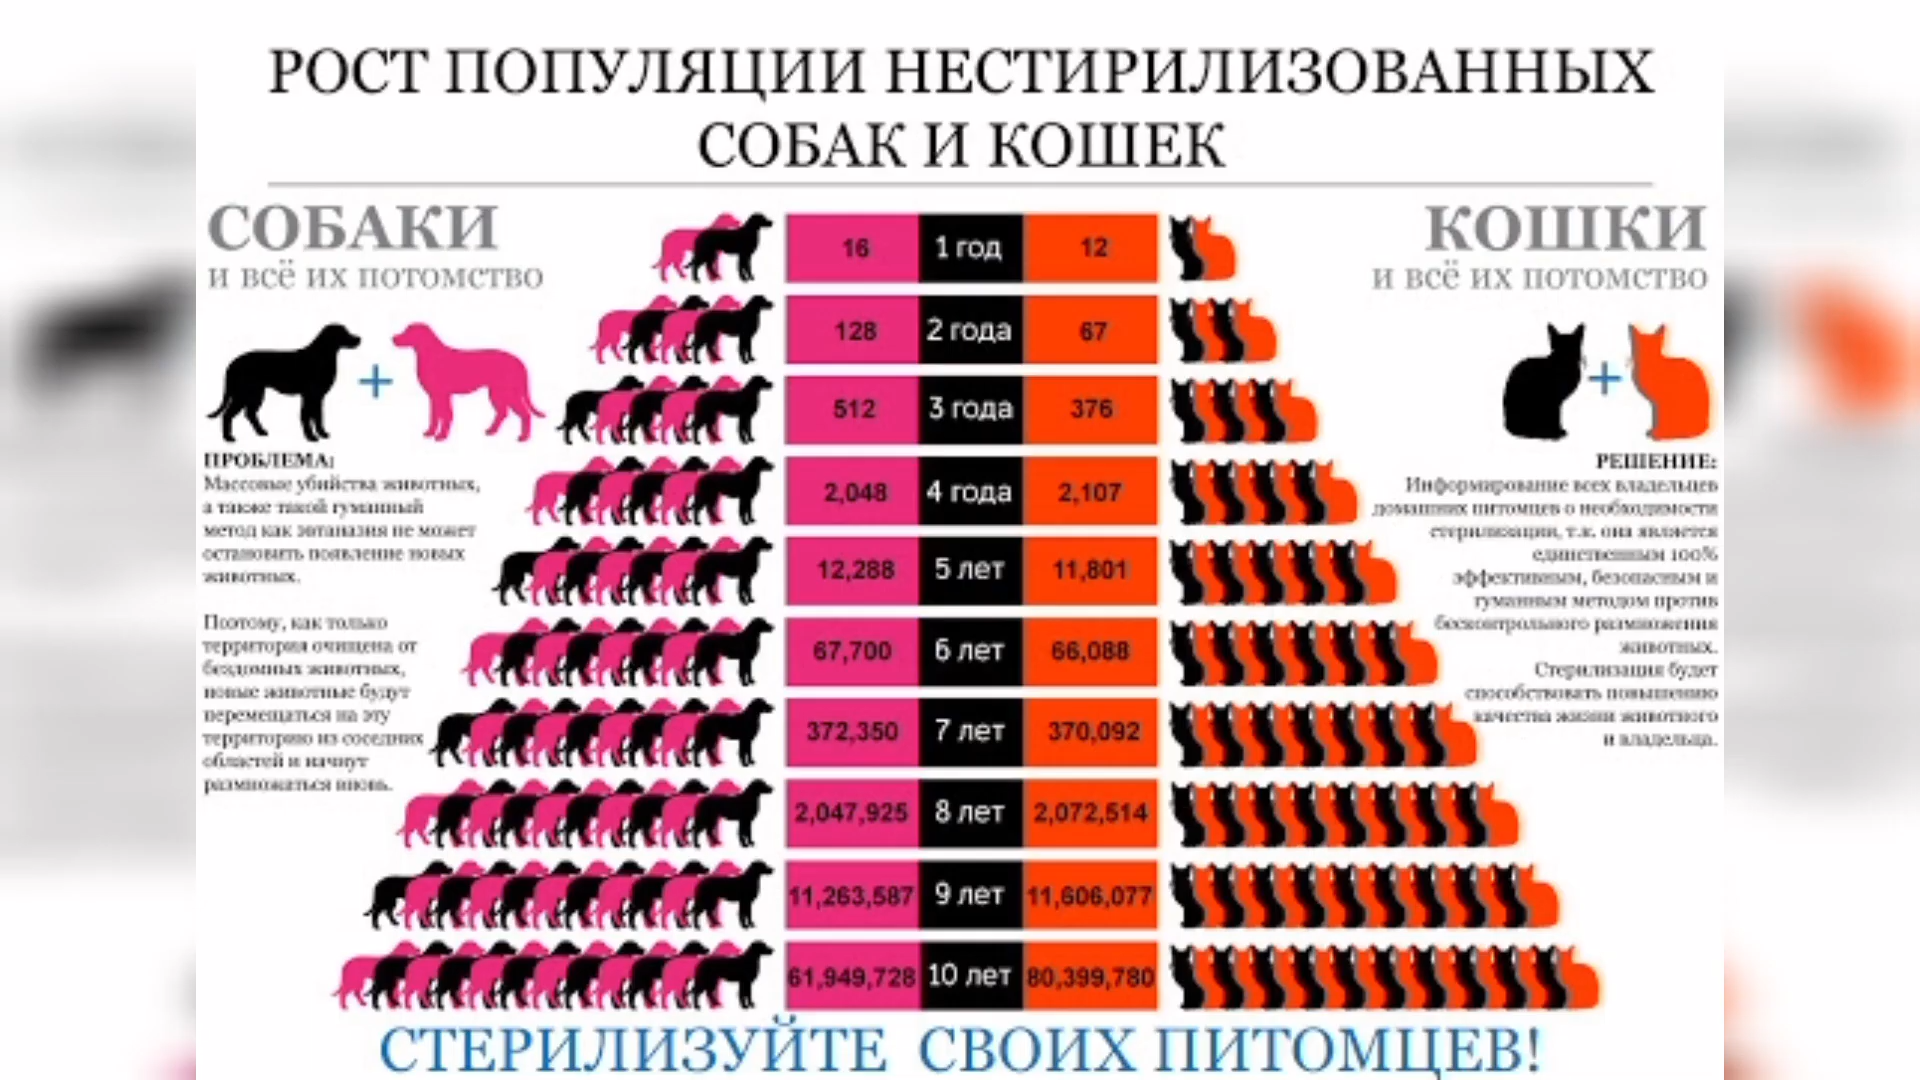 РОСТ ПОПУЛЯЦИИ НЕСТИРИЛИЗОВАННЫХ
СОБАК И КОШЕК
СОБАКИ
и всё их потомство
КОШКИ
и всё их потомство
+
+
ПРОБЛЕМА:
Массовые убийства животных,
а также такой гуманный
метод как эвтаназия не может
остановить появление новых
животных.
Поэтому, как только
территория очищена от
бездомных животных,
новые животные будут
перемещаться на эту
территорию из соседних
областей и начнут
размножаться вновь.
16 1 год 12
128 2 года 67
512 3 года 376
2,048 4 года 2,107
12,288 5 лет 11,801
67,700 6 лет 66,088
372,350 7 лет 370,092
2,047,925 8 лет 2,072,514
11,263,587 9 лет 11,606,077
61,949,728 10 лет 80,399,780
РЕШЕНИЕ:
Информирование всех владельцев
домашних питомцев о необходимости
стерилизации, т.к. она является
единственным 100%
эффективным, безопасным и
гуманным методом против
бесконтрольного размножения
животных.
Стерилизация будет
способствовать повышению
качества жизни животного
и владельца.
СТЕРИЛИЗУЙТЕ СВОИХ ПИТОМЦЕВ!